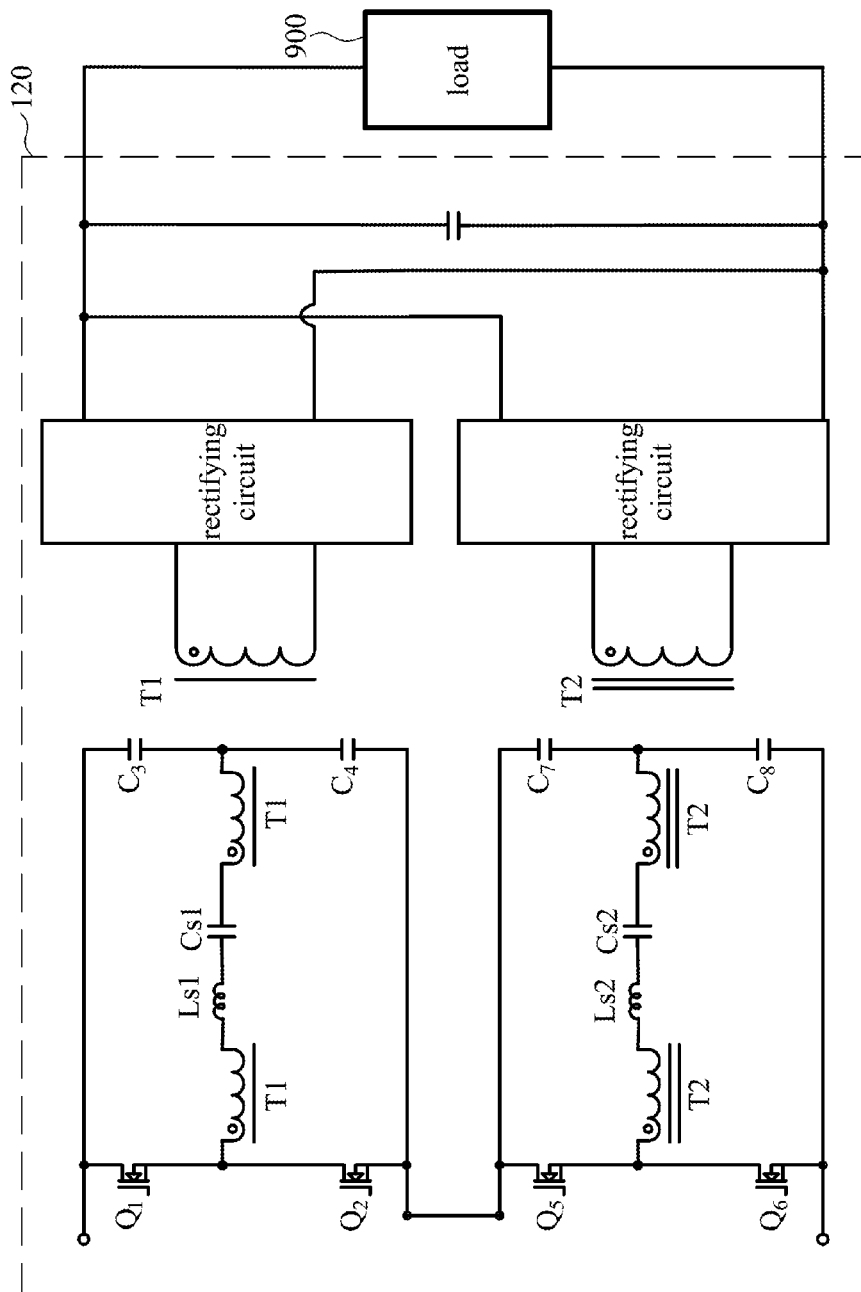 120
900
load
rectifying
circuit
rectifying
circuit
T1
T2
C3
C4
C7
C8
T1
T2
Cs1
Cs2
Ls1
Ls2
T1
T2
Q1
Q2
Q5
Q6